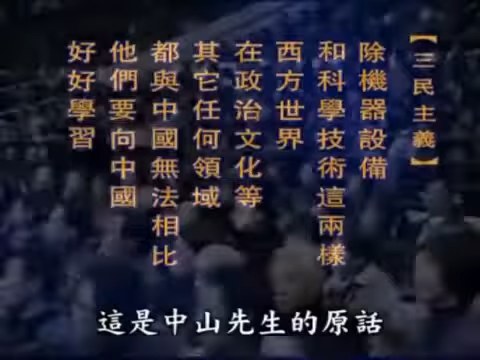 【三民主義】
除機器設備
和科學技術這兩樣
西方世界
在政治文化等
其它任何領域
都與中國無法相比
他們要向中國
好好學習
這是中山先生的原話